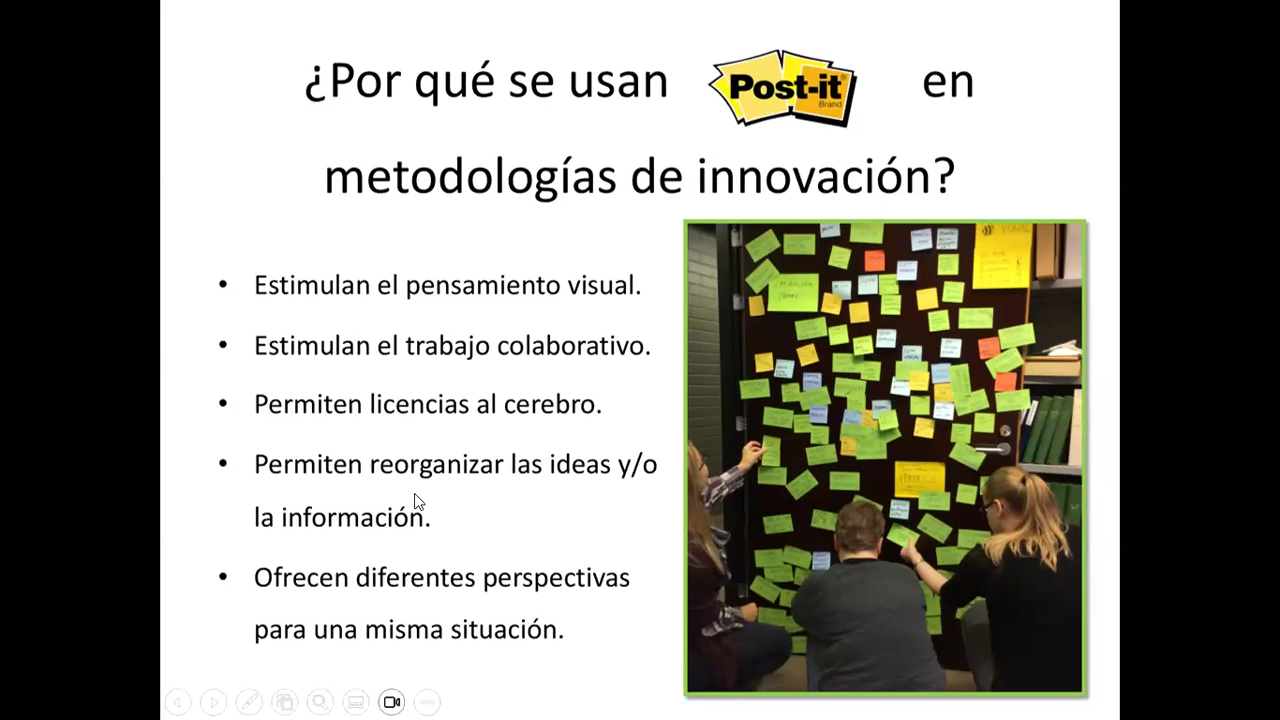 ¿Por qué se usan Post-it® Brand en
metodologías de innovación?
• Estimulan el pensamiento visual.
• Estimulan el trabajo colaborativo.
• Permiten licencias al cerebro.
• Permiten reorganizar las ideas y/o
la información.
• Ofrecen diferentes perspectivas
para una misma situación.